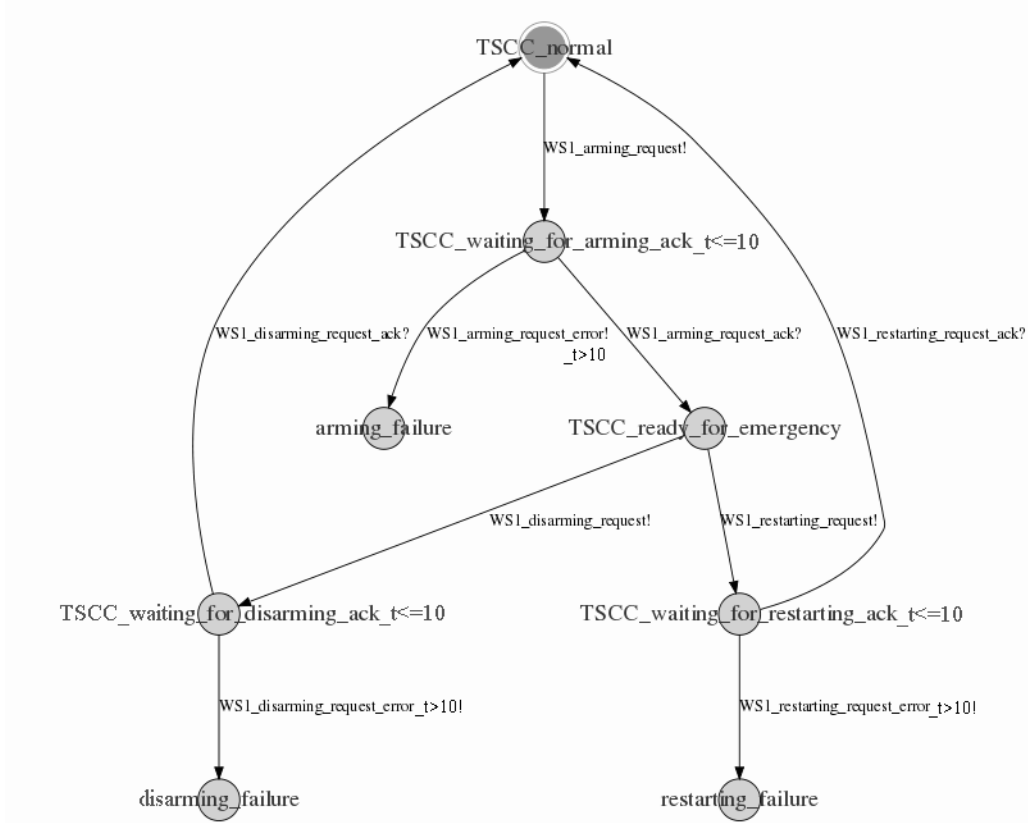 TSCC_normal
WS1_arming_request!
TSCC_waiting_for_arming_ack_t<=10
WS1_disarming_request_ack?
WS1_arming_request_error!
_t>10
WS1_arming_request_ack?
WS1_restarting_request_ack?
arming_failure
TSCC_ready_for_emergency
WS1_disarming_request!
WS1_restarting_request!
TSCC_waiting_for_disarming_ack_t<=10
TSCC_waiting_for_restarting_ack_t<=10
WS1_disarming_request_error_t>10!
WS1_restarting_request_error_t>10!
disarming_failure
restarting_failure